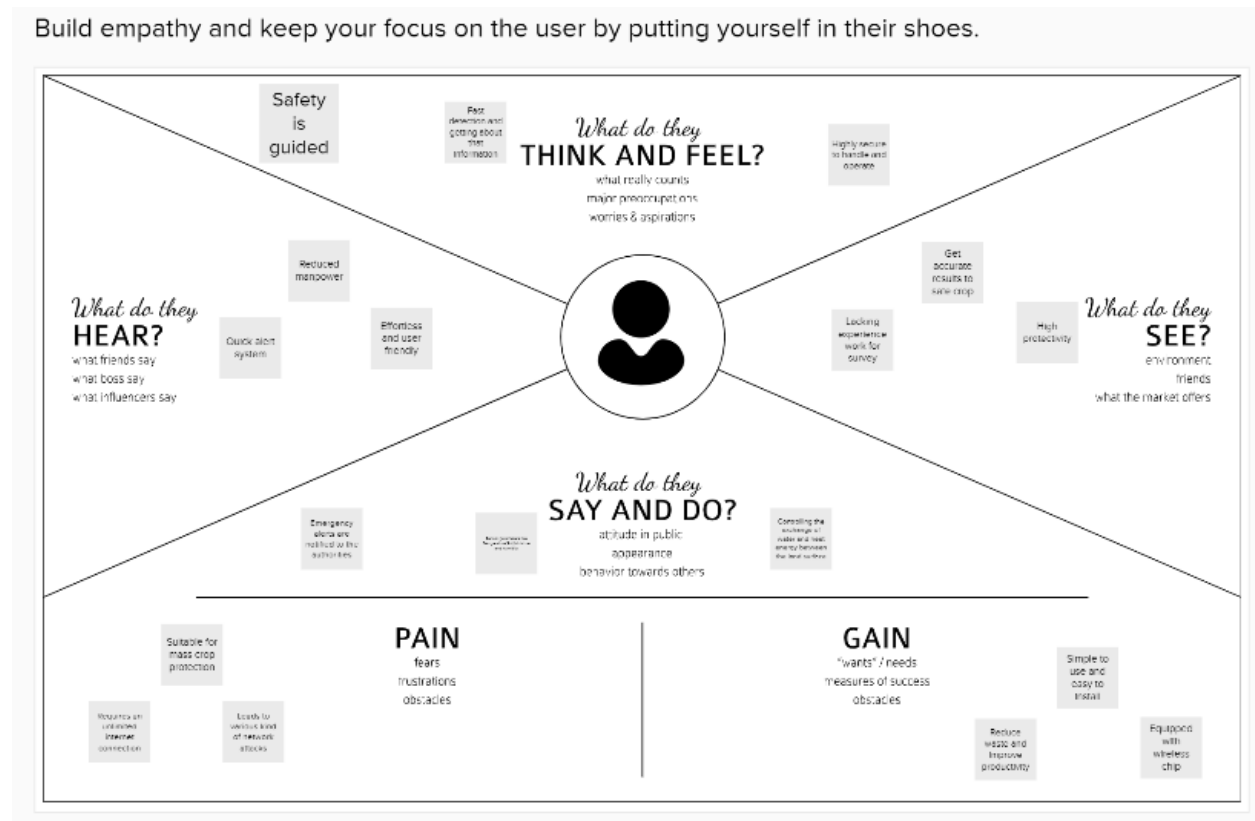 Build empathy and keep your focus on the user by putting yourself in their shoes.
Safety
is
guided
Fast
detection and
getting about
that
information
What do they
THINK AND FEEL?
what really counts
major preoccupations
worries & aspirations
Highly secure
to handle and
operate
What do they
HEAR?
what friends say
what boss say
what influencers say
Reduced
manpower
Quick alert
system
Effortless
and user
friendly
Get
accurate
results to
save crop
Lacking
experience
work for
survey
High
protectivity
What do they
SEE?
environment
friends
what the market offers
What do they
SAY AND DO?
attitude in public
appearance
behavior towards others
Emergency
alerts are
notified to the
authorities
Controlling the
exchange of
water and heat
energy between
the land surface
PAIN
fears
frustrations
obstacles
Suitable for
mass crop
protection
Requires an
unlimited
internet
connection
Leads to
various kind
of network
attacks
GAIN
"wants" / needs
measures of success
obstacles
Simple to
use and
easy to
install
Reduce
waste and
improve
productivity
Equipped
with
wireless
chip